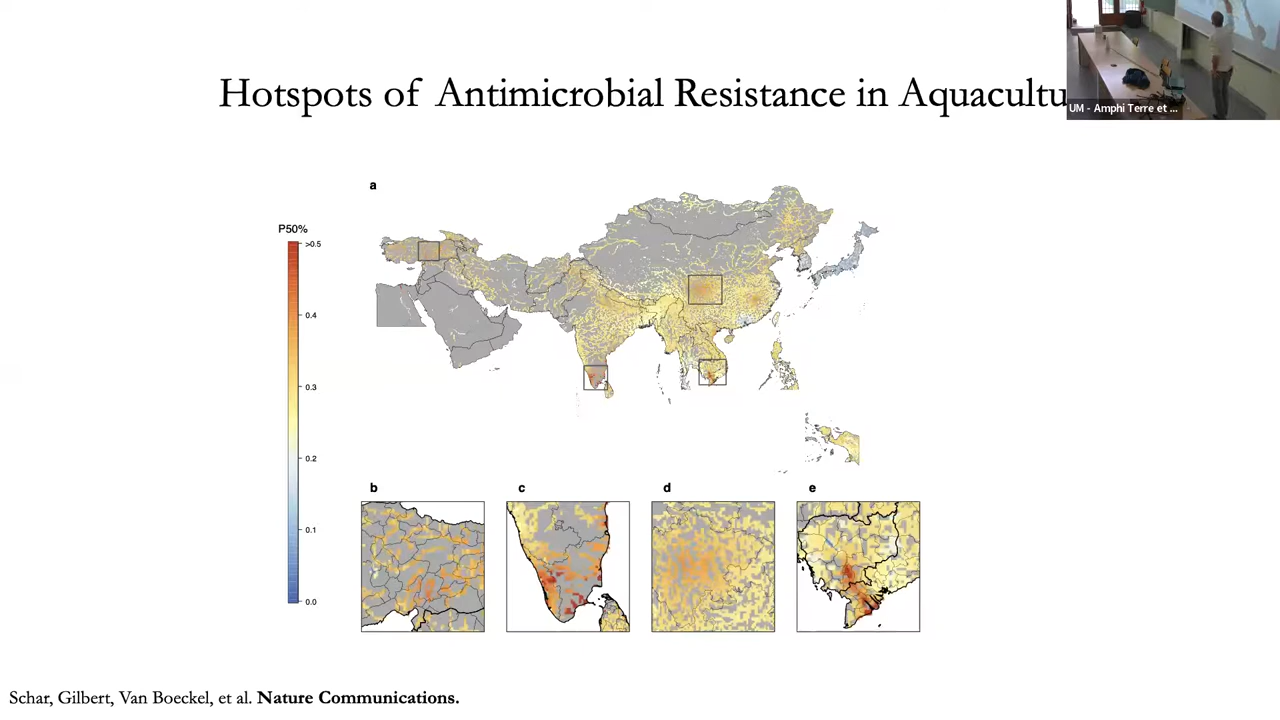 Hotspots of Antimicrobial Resistance in Aquacultu
UM - Amphi Terre et ...
a
P50%
>0.5
0.4
0.3
0.2
0.1
0.0
b
c
d
e
Schar, Gilbert, Van Boeckel, et al. Nature Communications.